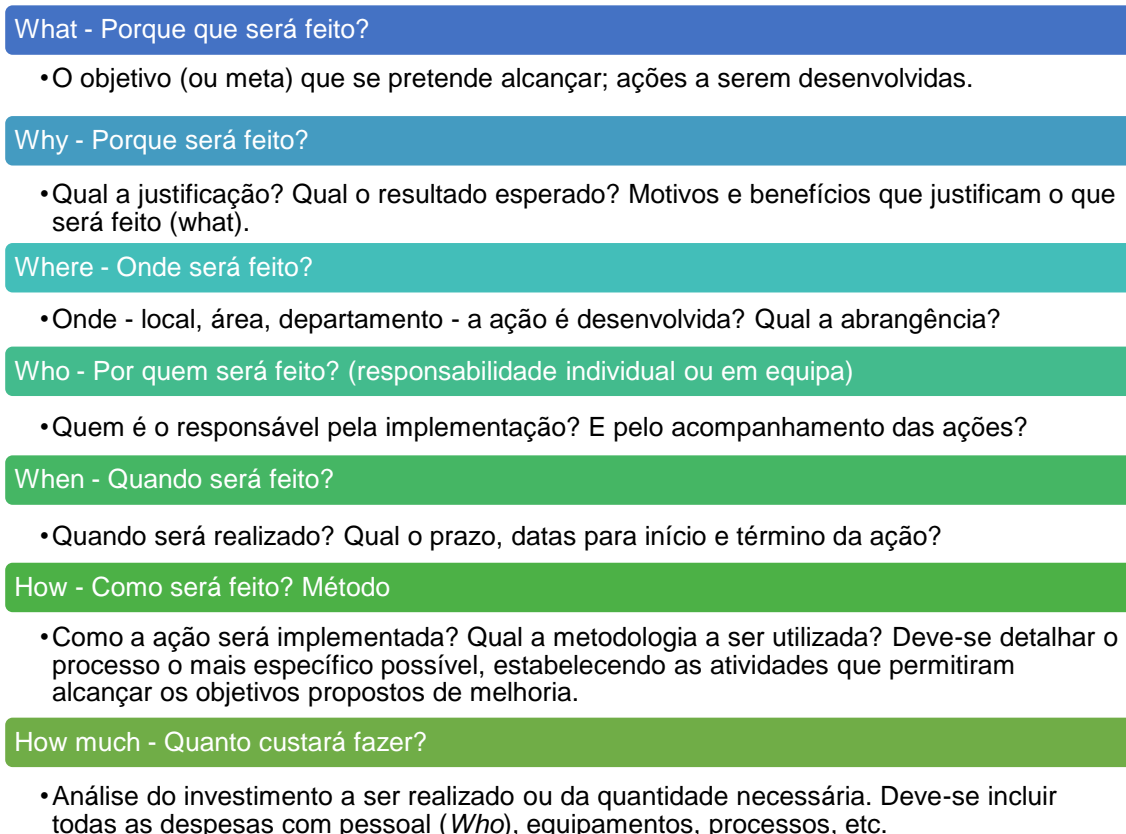 What - Porque que será feito?
•O objetivo (ou meta) que se pretende alcançar; ações a serem desenvolvidas.
Why - Porque será feito?
•Qual a justificação? Qual o resultado esperado? Motivos e benefícios que justificam o que
será feito (what).
Where - Onde será feito?
•Onde - local, área, departamento - a ação é desenvolvida? Qual a abrangência?
Who - Por quem será feito? (responsabilidade individual ou em equipa)
•Quem é o responsável pela implementação? E pelo acompanhamento das ações?
When - Quando será feito?
•Quando será realizado? Qual o prazo, datas para início e término da ação?
How - Como será feito? Método
•Como a ação será implementada? Qual a metodologia a ser utilizada? Deve-se detalhar o
processo o mais específico possível, estabelecendo as atividades que permitiram
alcançar os objetivos propostos de melhoria.
How much - Quanto custará fazer?
•Análise do investimento a ser realizado ou da quantidade necessária. Deve-se incluir
todas as despesas com pessoal (Who), equipamentos, processos, etc.